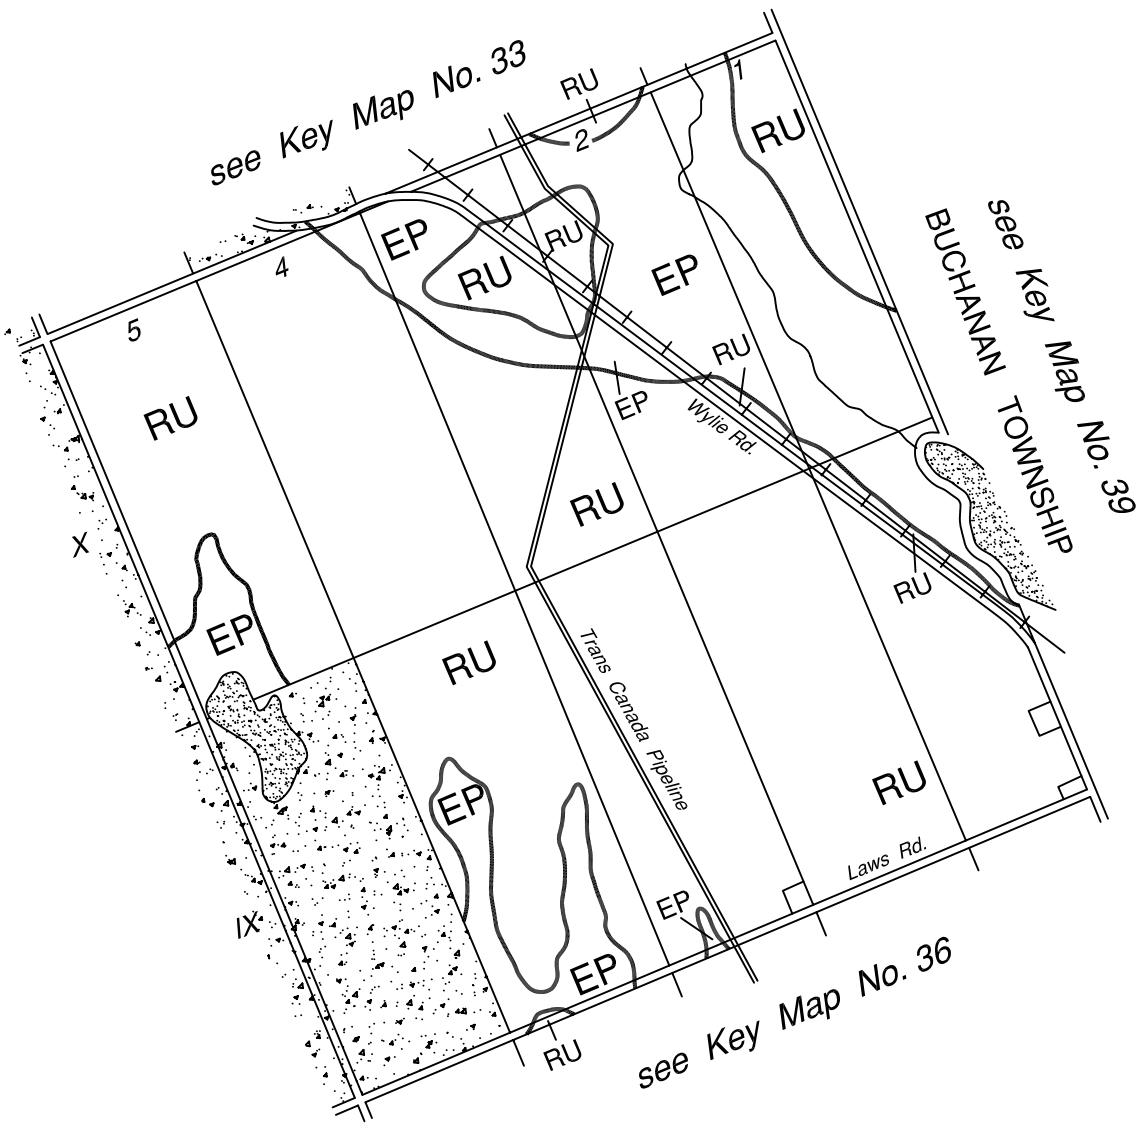 see Key Map No. 33
RU
1
2
RU
EP
RU
4
RU
EP
see Key Map No. 39
BUCHANAN TOWNSHIP
5
RU
EP
RU
Wylie Rd.
RU
X
RU
EP
RU
Trans Canada Pipeline
EP
RU
Laws Rd.
IX
EP
EP
RU
see Key Map No. 36